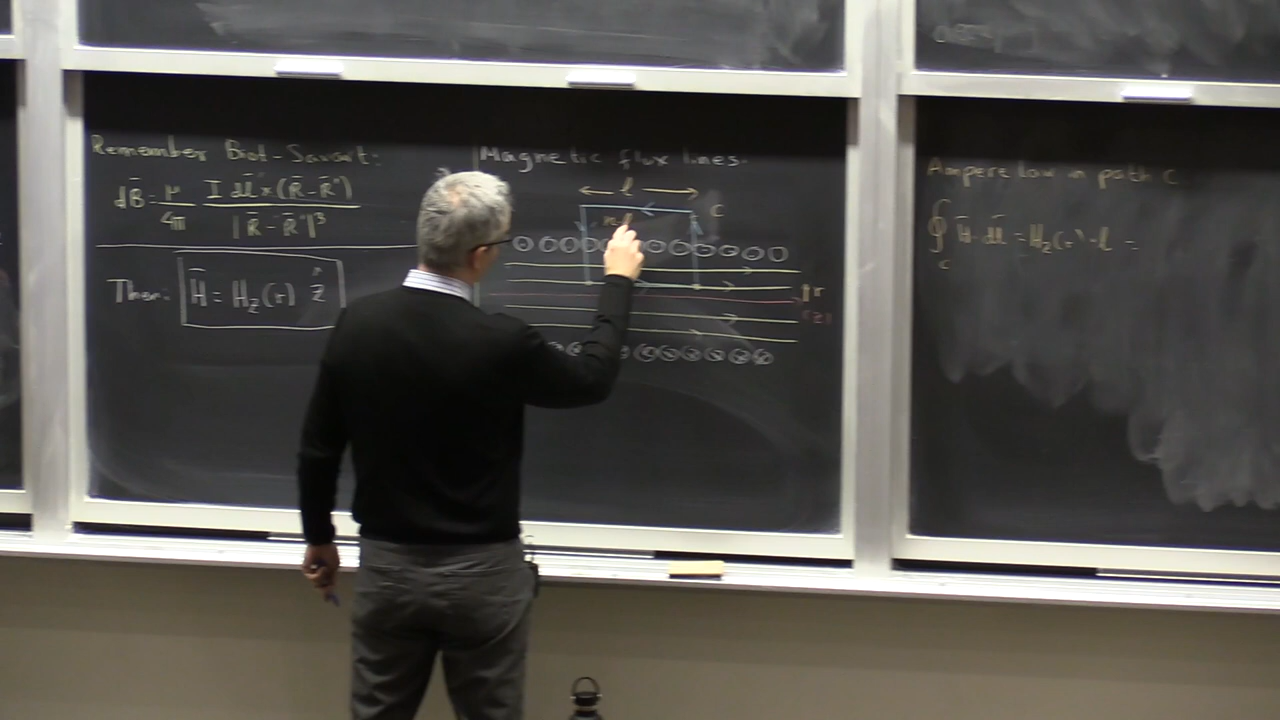 Remember Biot-Savart:
dB̄ = μ/4π I dl̄ × (R̄-R̄')/|R̄-R̄'|³
Then: H̄ = H_z(r) ẑ
Magnetic flux lines.
l
c
r
(z)
Ampere law in path c
∮_c H̄·dl̄ = H_z(r)·l =